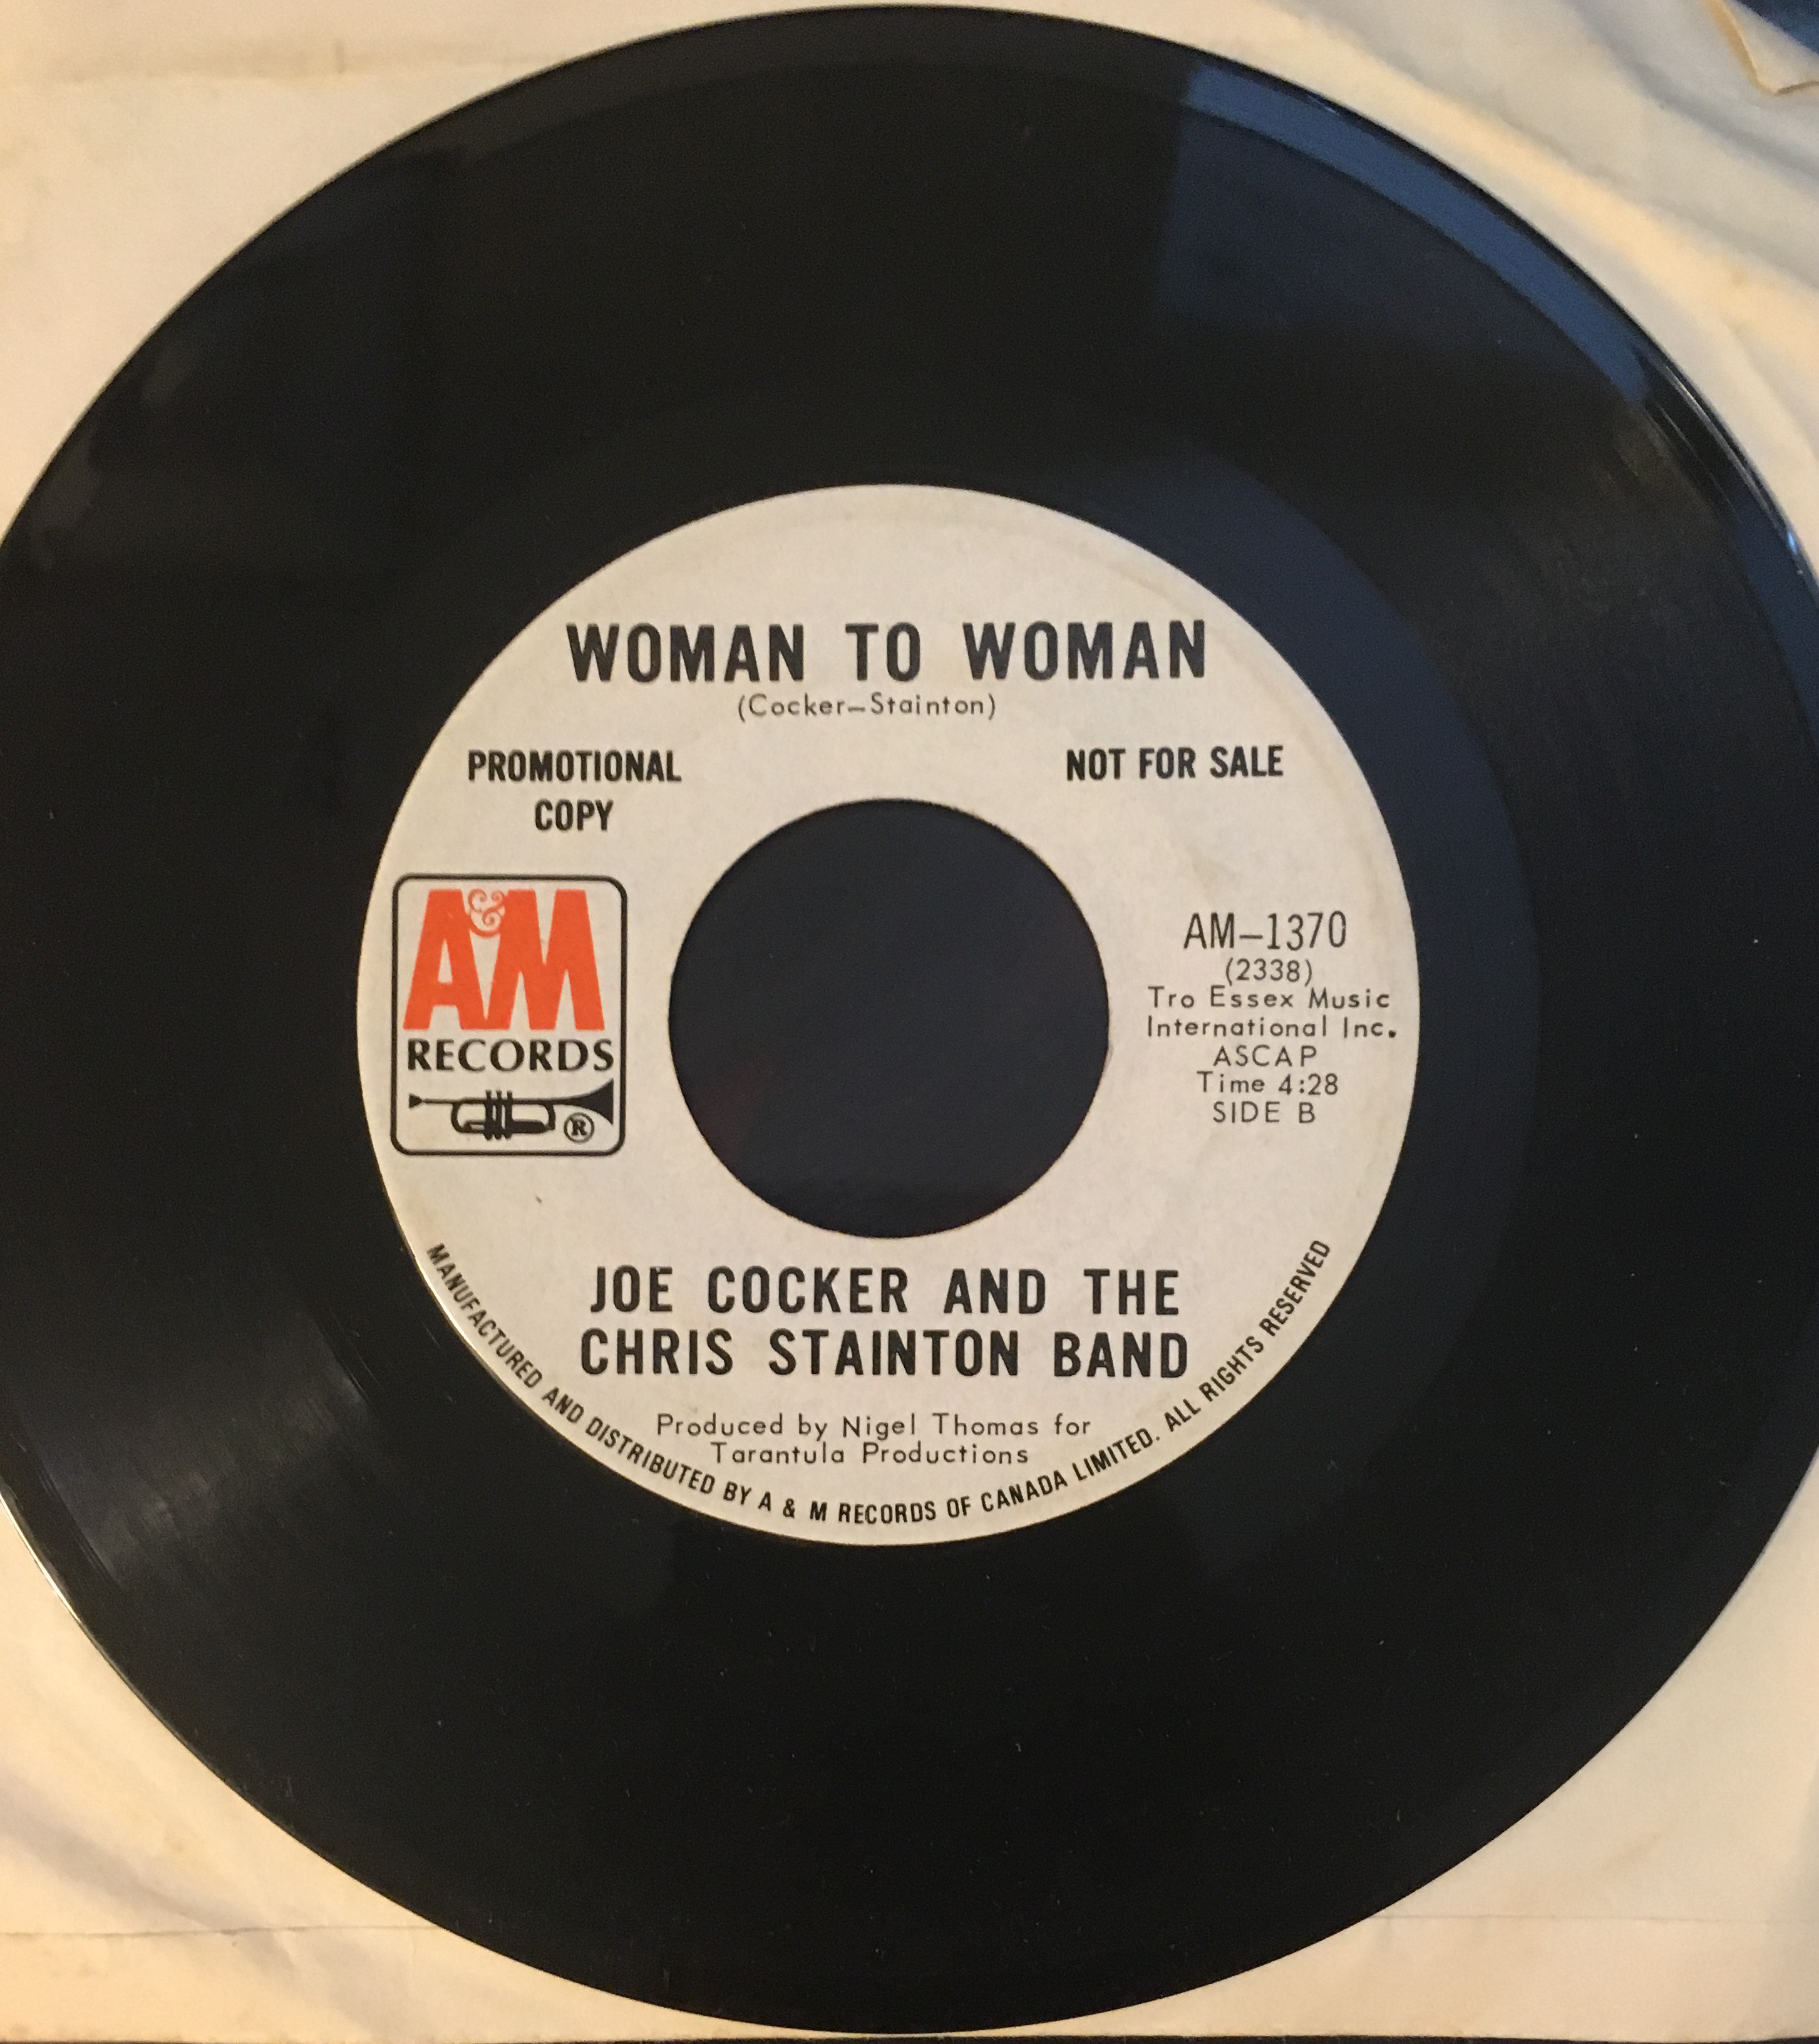 WOMAN TO WOMAN
(Cocker–Stainton)
PROMOTIONAL
COPY
NOT FOR SALE
A&M
RECORDS
®
AM–1370
(2338)
Tro Essex Music
International Inc.
ASCAP
Time 4:28
SIDE B
JOE COCKER AND THE
CHRIS STAINTON BAND
Produced by Nigel Thomas for
Tarantula Productions
MANUFACTURED AND DISTRIBUTED BY A & M RECORDS OF CANADA LIMITED. ALL RIGHTS RESERVED